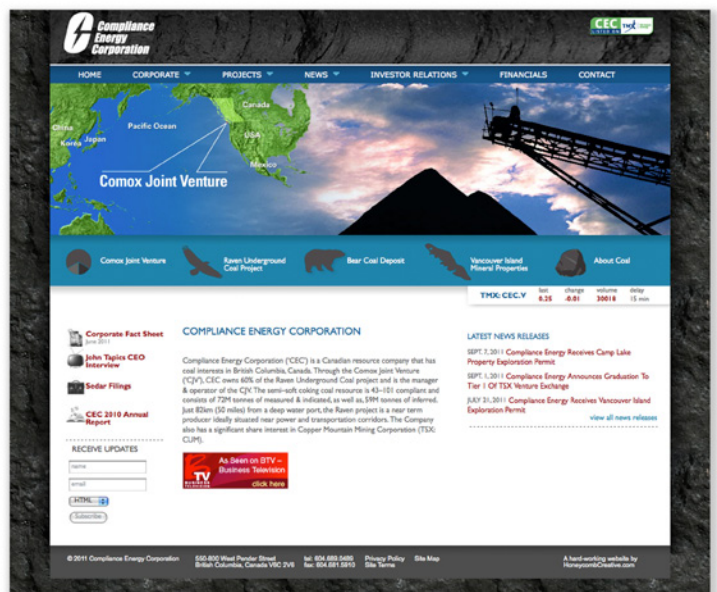 Compliance
Energy
Corporation
CEC
LISTED ON
TMX
HOME CORPORATE PROJECTS NEWS INVESTOR RELATIONS FINANCIALS CONTACT
Canada
China
Pacific Ocean
USA
Korea Japan
Mexico
Comox Joint Venture
Comox Joint Venture
Raven Underground
Coal Project
Bear Coal Deposit
Vancouver Island
Mineral Properties
About Coal
TMX: CEC.V
last change volume delay
0.25 -0.01 30018 15 min
Corporate Fact Sheet
June 2011
John Tapics CEO
Interview
Sedar Filings
CEC 2010 Annual
Report
RECEIVE UPDATES
name
email
HTML
Subscribe
COMPLIANCE ENERGY CORPORATION
Compliance Energy Corporation ('CEC') is a Canadian resource company that has
coal interests in British Columbia, Canada. Through the Comox Joint Venture
('CJV'), CEC owns 60% of the Raven Underground Coal project and is the manager
& operator of the CJV. The semi-soft coking coal resource is 43-101 compliant and
consists of 72M tonnes of measured & indicated, as well as, 59M tonnes of inferred.
Just 82km (50 miles) from a deep water port, the Raven project is a near term
producer ideally situated near power and transportation corridors. The Company
also has a significant share interest in Copper Mountain Mining Corporation (TSX:
CUM).
TV
BUSINESS
TELEVISION
As Seen on BTV –
Business Television
click here
LATEST NEWS RELEASES
SEPT. 7, 2011 Compliance Energy Receives Camp Lake
Property Exploration Permit
SEPT. 1, 2011 Compliance Energy Announces Graduation To
Tier 1 Of TSX Venture Exchange
JULY 21, 2011 Compliance Energy Receives Vancouver Island
Exploration Permit
view all news releases
© 2011 Compliance Energy Corporation
550-800 West Pender Street
British Columbia, Canada V6C 2V6
tel: 604.689.0489
fax: 604.681.5910
Privacy Policy Site Map
Site Terms
A hard-working website by
HoneycombCreative.com